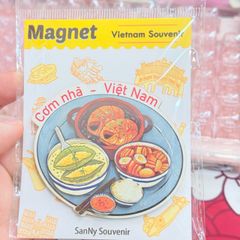 Magnet
Vietnam Souvenir
Cơm nhà - Việt Nam
SanNy Souvenir